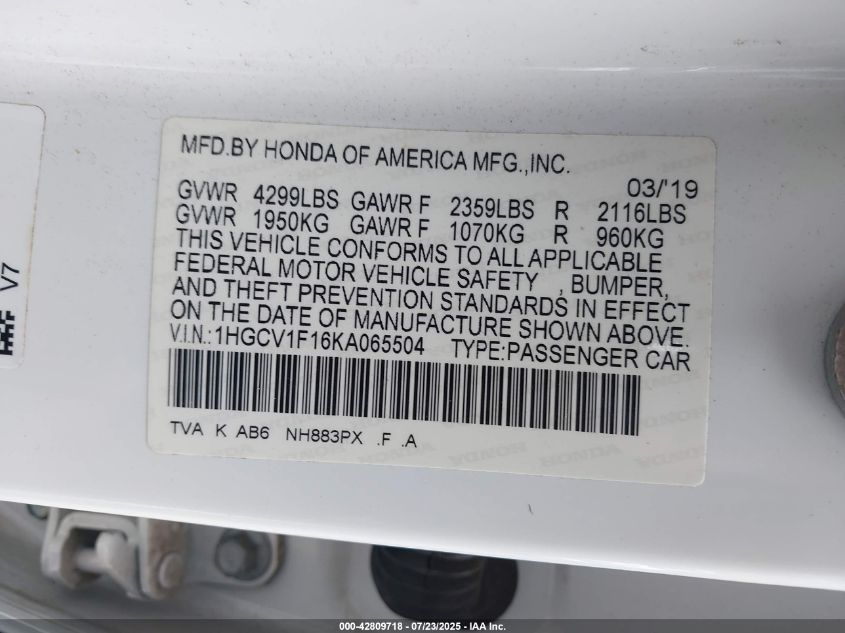 MFD.BY HONDA OF AMERICA MFG.,INC.
03/'19
GVWR 4299LBS GAWR F 2359LBS R 2116LBS
GVWR 1950KG GAWR F 1070KG R 960KG
THIS VEHICLE CONFORMS TO ALL APPLICABLE
FEDERAL MOTOR VEHICLE SAFETY , BUMPER,
AND THEFT PREVENTION STANDARDS IN EFFECT
ON THE DATE OF MANUFACTURE SHOWN ABOVE.
V.I.N.:1HGCV1F16KA065504 TYPE:PASSENGER CAR
TVA K AB6 NH883PX .F .A
V7
000-42809718 - 07/23/2025 - IAA Inc.